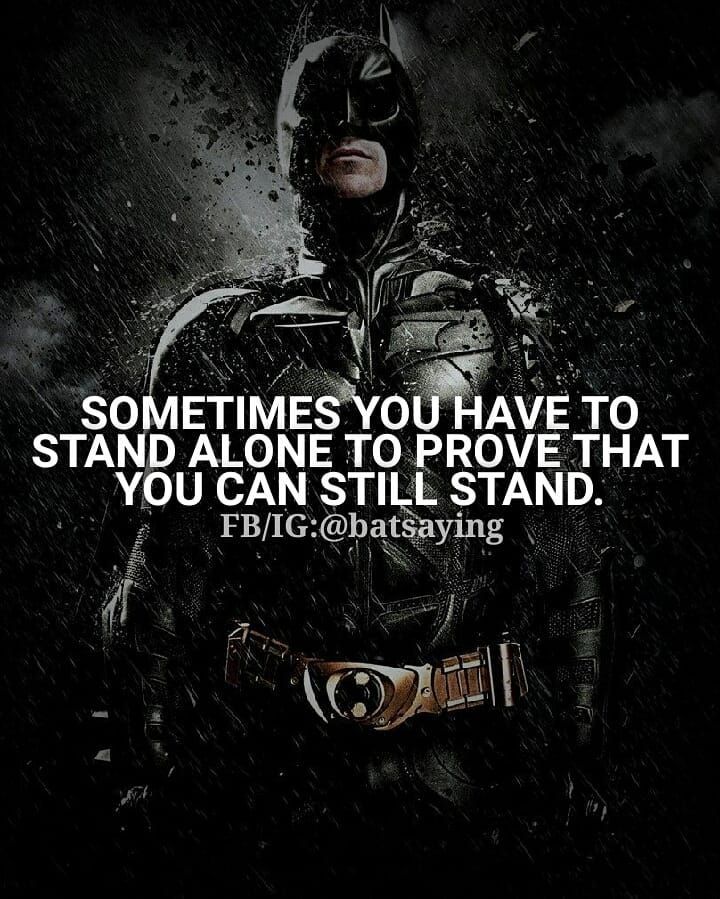 SOMETIMES YOU HAVE TO
STAND ALONE TO PROVE THAT
YOU CAN STILL STAND.
FB/IG:@batsaying